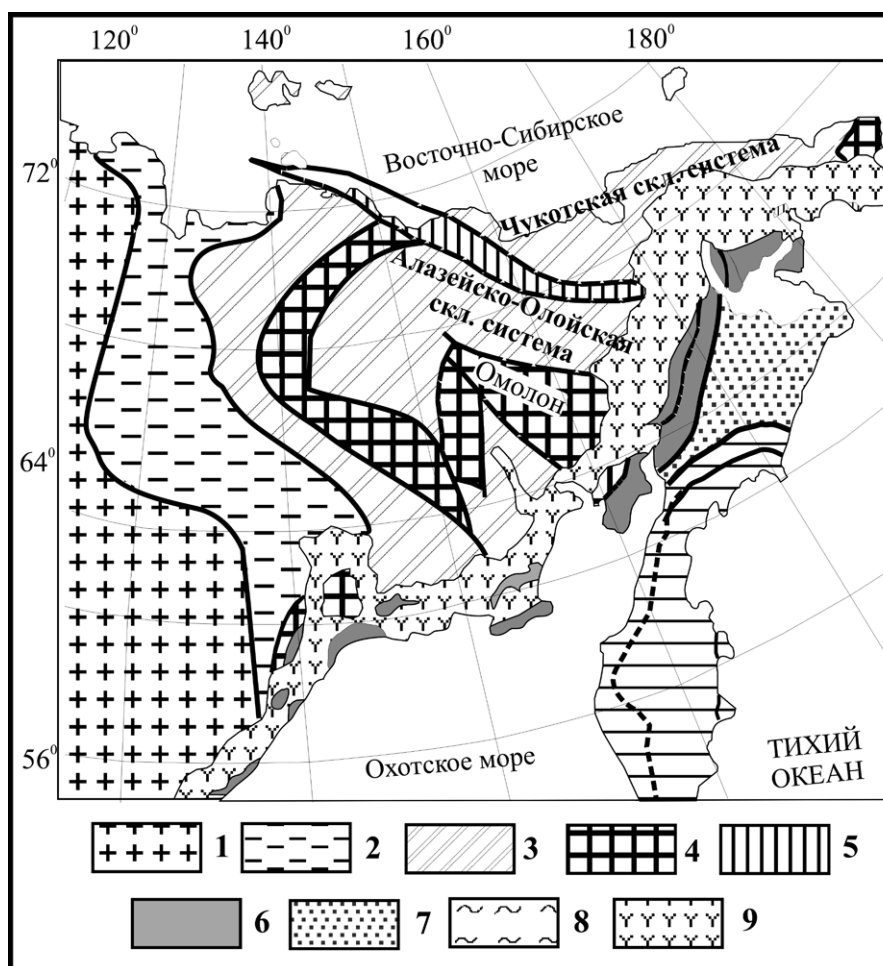 120⁰ 140⁰ 160⁰ 180⁰
72⁰
64⁰
56⁰
Восточно-Сибирское
море
Чукотская скл. система
Алазейско-Олойская
скл. система
Омолон
Охотское море
ТИХИЙ
ОКЕАН
1 2 3 4 5
6 7 8 9